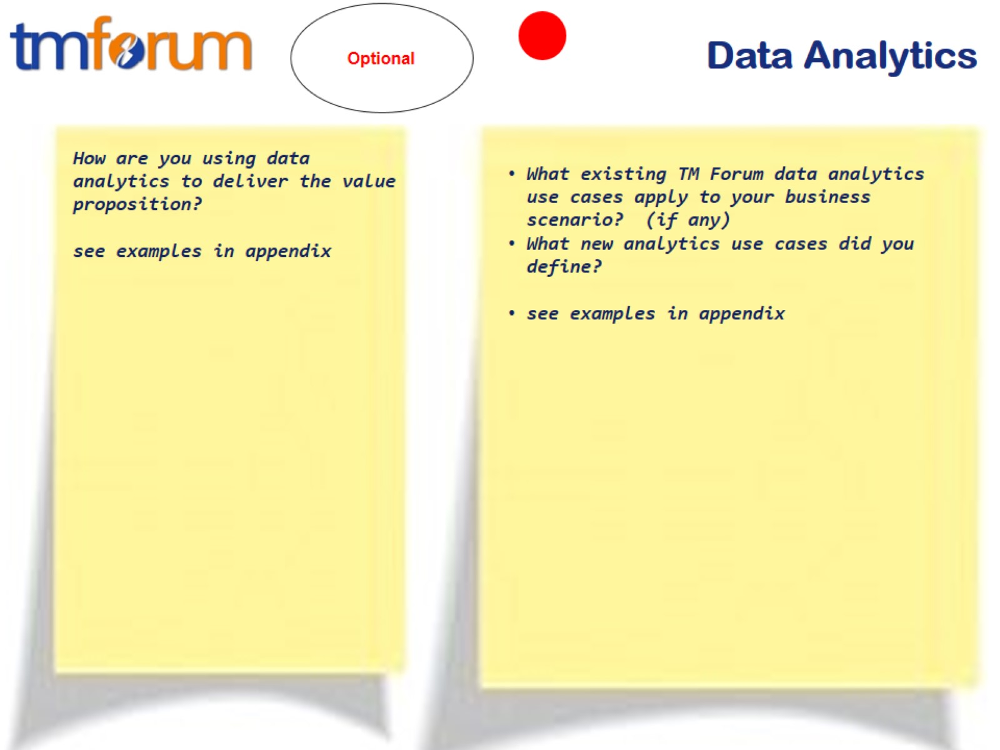 tmforum
Optional
Data Analytics
How are you using data
analytics to deliver the value
proposition?
see examples in appendix
• What existing TM Forum data analytics
use cases apply to your business
scenario?  (if any)
• What new analytics use cases did you
define?
• see examples in appendix